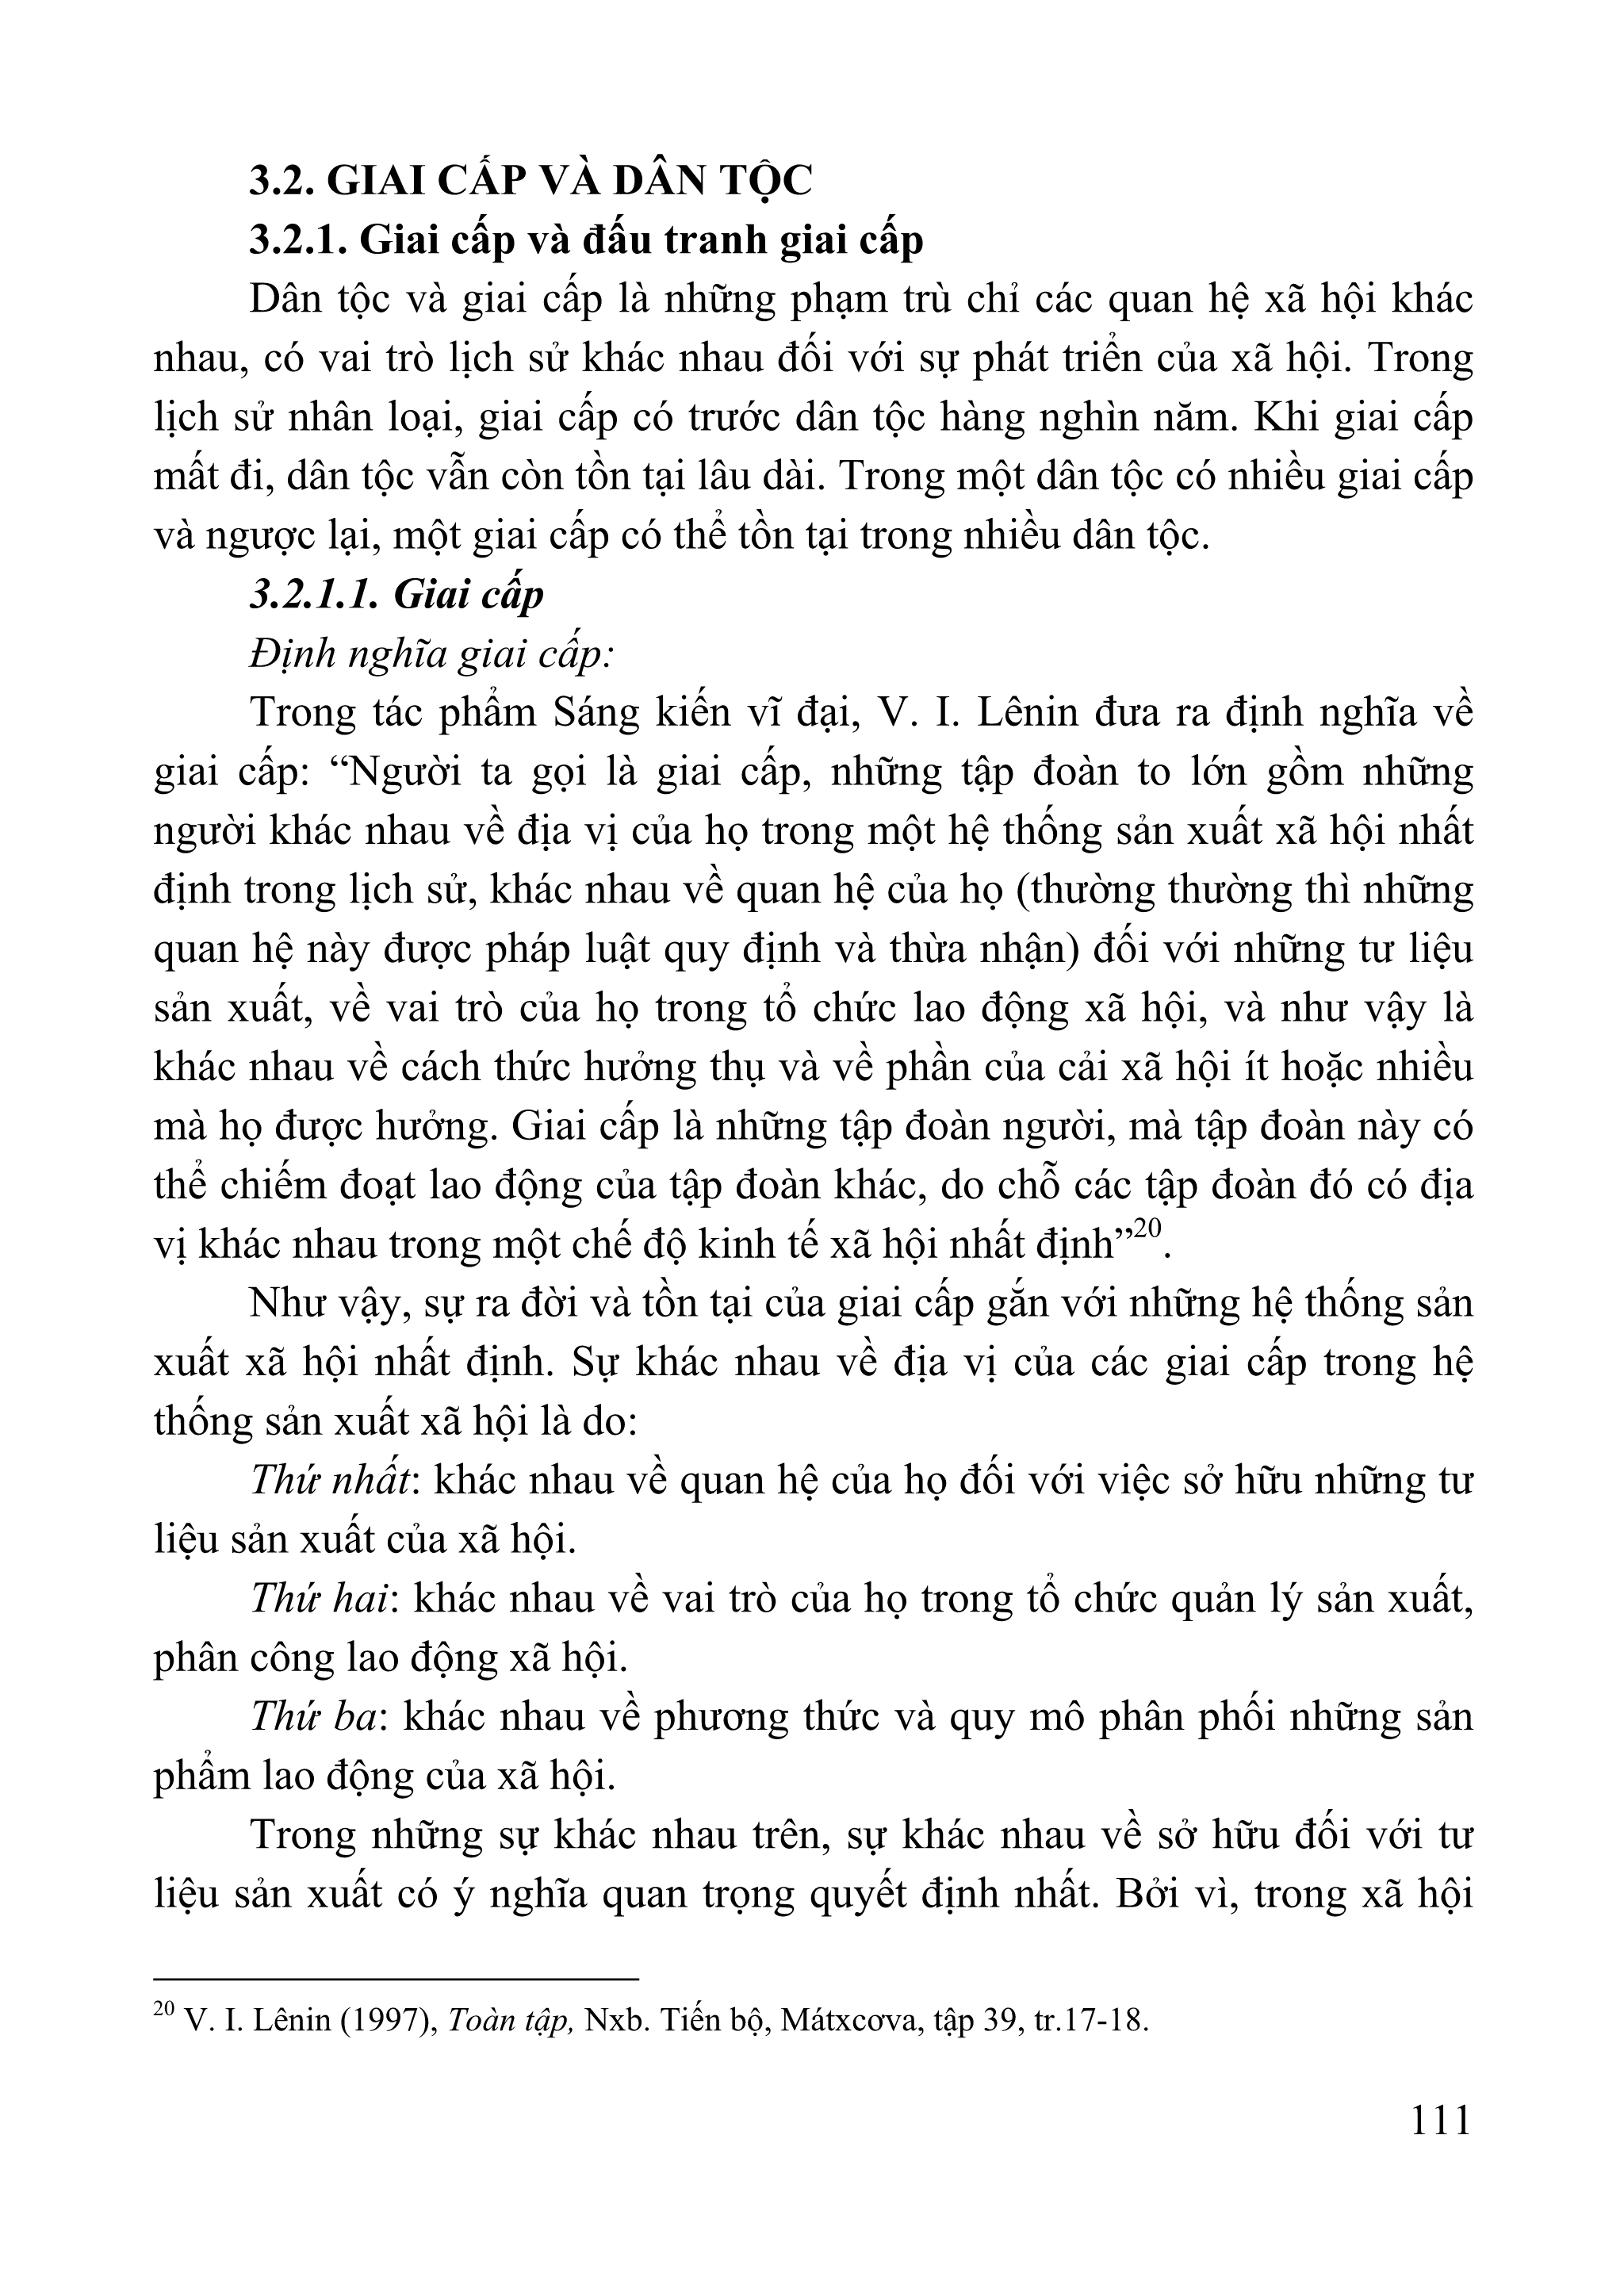 3.2. GIAI CẤP VÀ DÂN TỘC
3.2.1. Giai cấp và đấu tranh giai cấp
Dân tộc và giai cấp là những phạm trù chỉ các quan hệ xã hội khác
nhau, có vai trò lịch sử khác nhau đối với sự phát triển của xã hội. Trong
lịch sử nhân loại, giai cấp có trước dân tộc hàng nghìn năm. Khi giai cấp
mất đi, dân tộc vẫn còn tồn tại lâu dài. Trong một dân tộc có nhiều giai cấp
và ngược lại, một giai cấp có thể tồn tại trong nhiều dân tộc.
3.2.1.1. Giai cấp
Định nghĩa giai cấp:
Trong tác phẩm Sáng kiến vĩ đại, V. I. Lênin đưa ra định nghĩa về
giai cấp: “Người ta gọi là giai cấp, những tập đoàn to lớn gồm những
người khác nhau về địa vị của họ trong một hệ thống sản xuất xã hội nhất
định trong lịch sử, khác nhau về quan hệ của họ (thường thường thì những
quan hệ này được pháp luật quy định và thừa nhận) đối với những tư liệu
sản xuất, về vai trò của họ trong tổ chức lao động xã hội, và như vậy là
khác nhau về cách thức hưởng thụ và về phần của cải xã hội ít hoặc nhiều
mà họ được hưởng. Giai cấp là những tập đoàn người, mà tập đoàn này có
thể chiếm đoạt lao động của tập đoàn khác, do chỗ các tập đoàn đó có địa
vị khác nhau trong một chế độ kinh tế xã hội nhất định”20.
Như vậy, sự ra đời và tồn tại của giai cấp gắn với những hệ thống sản
xuất xã hội nhất định. Sự khác nhau về địa vị của các giai cấp trong hệ
thống sản xuất xã hội là do:
Thứ nhất: khác nhau về quan hệ của họ đối với việc sở hữu những tư
liệu sản xuất của xã hội.
Thứ hai: khác nhau về vai trò của họ trong tổ chức quản lý sản xuất,
phân công lao động xã hội.
Thứ ba: khác nhau về phương thức và quy mô phân phối những sản
phẩm lao động của xã hội.
Trong những sự khác nhau trên, sự khác nhau về sở hữu đối với tư
liệu sản xuất có ý nghĩa quan trọng quyết định nhất. Bởi vì, trong xã hội
20 V. I. Lênin (1997), Toàn tập, Nxb. Tiến bộ, Mátxcơva, tập 39, tr.17-18.
111